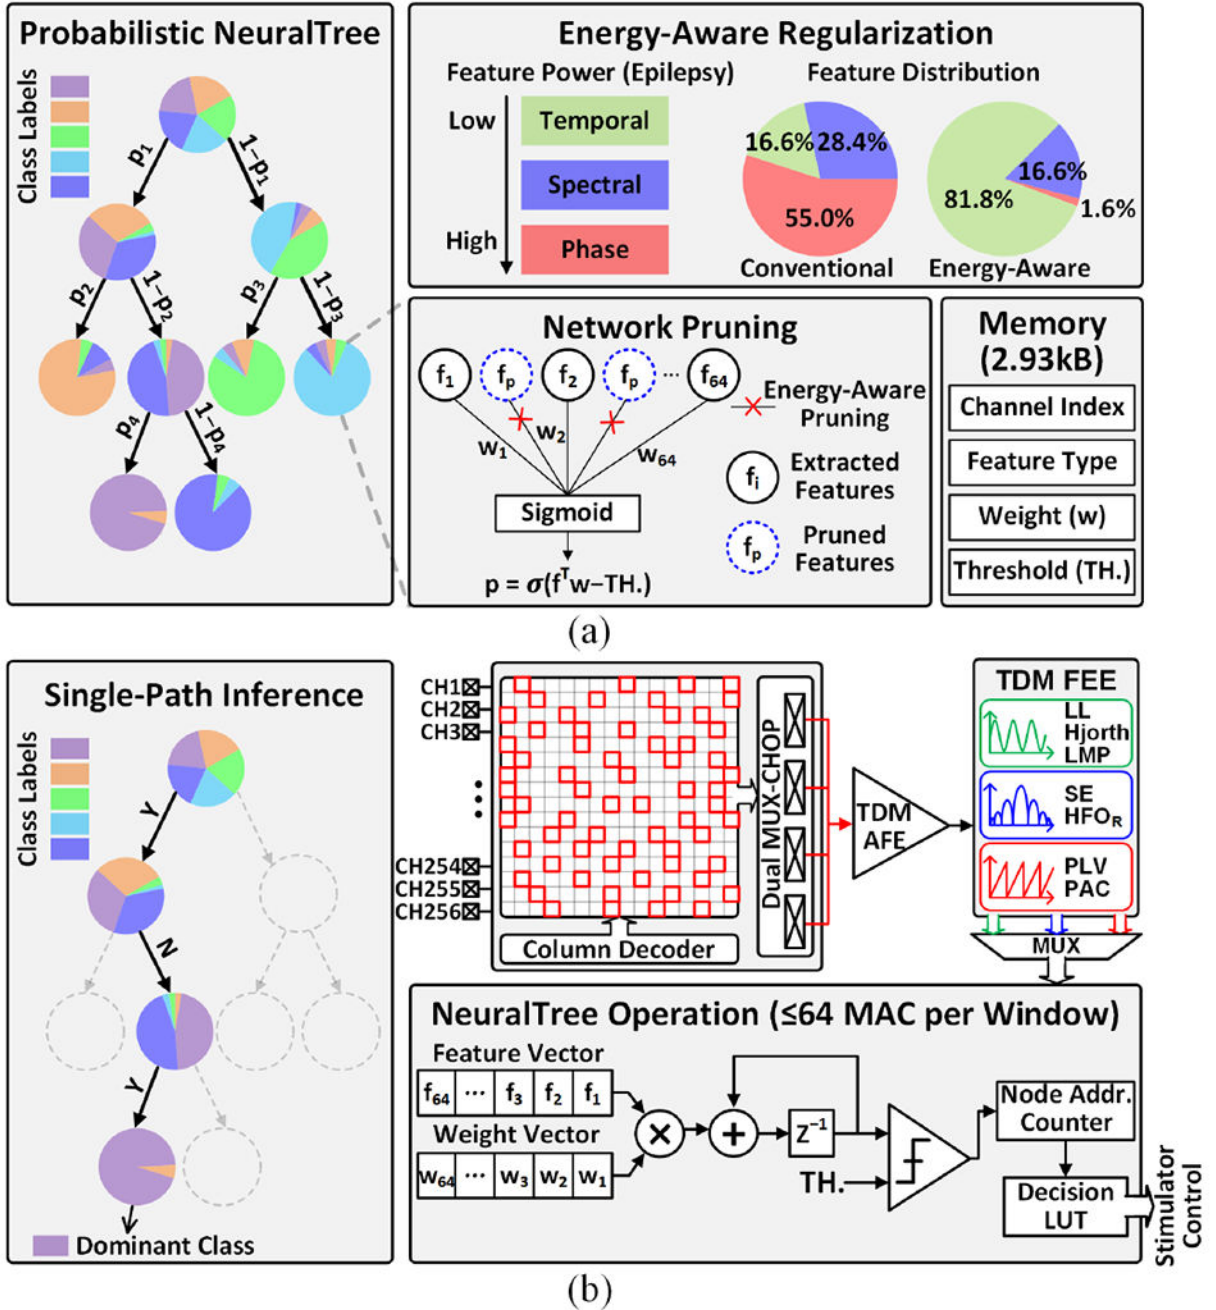 Probabilistic NeuralTree
Class Labels
p₁
1−p₁
p₂
1−p₂
p₃
1−p₃
p₄
1−p₄
Energy-Aware Regularization
Feature Power (Epilepsy)
Feature Distribution
Low
High
Temporal
Spectral
Phase
16.6%
28.4%
55.0%
Conventional
81.8%
16.6%
1.6%
Energy-Aware
Network Pruning
f₁
fₚ
f₂
fₚ
...
f₆₄
w₁
w₂
w₆₄
Sigmoid
p = σ(fᵀw−TH.)
Energy-Aware
Pruning
fᵢ
Extracted
Features
fₚ
Pruned
Features
Memory
(2.93kB)
Channel Index
Feature Type
Weight (w)
Threshold (TH.)
(a)
Single-Path Inference
Class Labels
Y
N
Y
Dominant Class
CH1
CH2
CH3
CH254
CH255
CH256
Column Decoder
Dual MUX-CHOP
TDM
AFE
TDM FEE
LL
Hjorth
LMP
SE
HFO_R
PLV
PAC
MUX
NeuralTree Operation (≤64 MAC per Window)
Feature Vector
f₆₄ ... f₃ f₂ f₁
Weight Vector
w₆₄ ... w₃ w₂ w₁
×
+
Z⁻¹
TH.
Node Addr.
Counter
Decision
LUT
Stimulator
Control
(b)